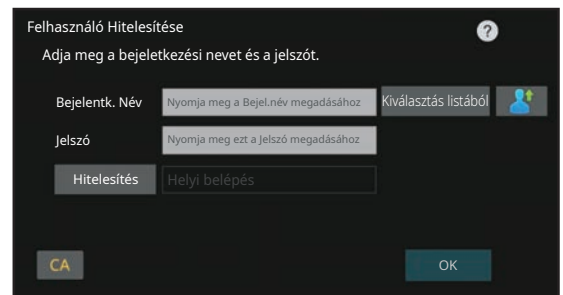 Felhasználó Hitelesítése
?
Adja meg a bejeletkezési nevet és a jelszót.
Bejelentk. Név
Nyomja meg a Bejel.név megadásához
Kiválasztás listából
Jelszó
Nyomja meg ezt a Jelszó megadásához
Hitelesítés
Helyi belépés
CA
OK